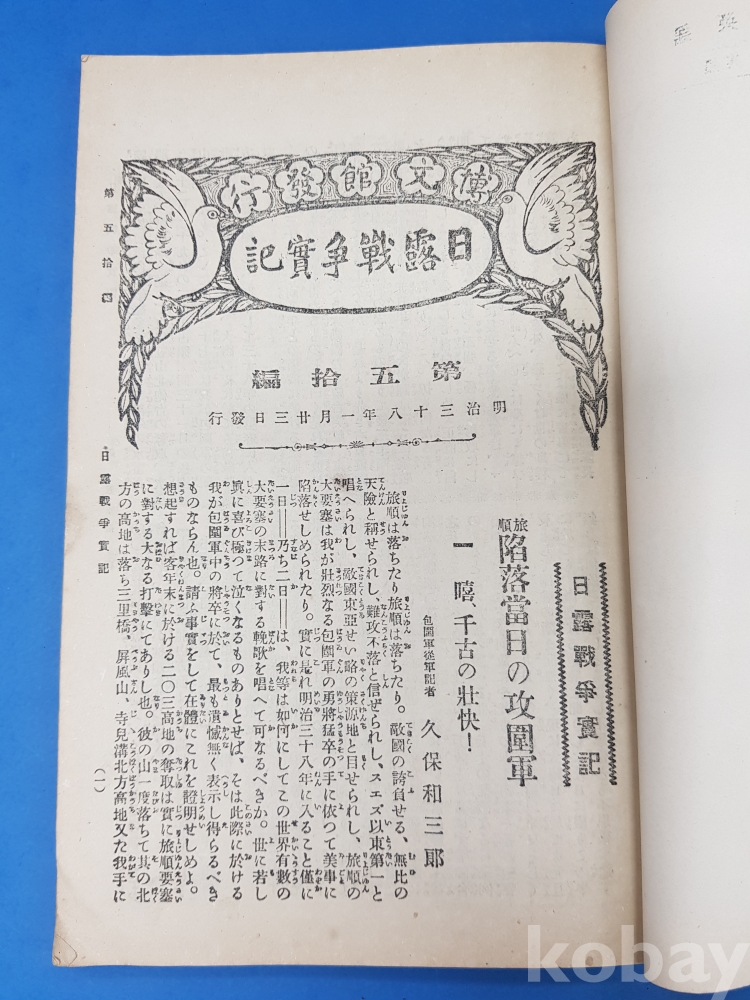 博文館發行
日露戰爭實記
第五拾編
明治三十八年一月廿三日發行
日露戰爭實記
旅順陷落當日の攻圍軍
一 嘻、千古の壯快!
包圍軍從軍記者 久保和三郎
旅順は落ちたり旅順は落ちたり。敵國の誇負せる、無比の
天險と稱せられし、難攻不落と信ぜられし、スエズ以東第一と
唱へられし、敵國東亞せい略の策源地と目せられし、旅順の
大要塞は我が壯烈なる包圍軍の勇將猛卒の手に依つて美事に
陷落せしめられたり。實に是れ明治三十八年に入ること僅に
一日——乃ち二日——は、我等は如何にしてこの世界有數の
大要塞の末路に對する輓歌を唱へて可なるべきか。世に若し
眞に喜び極つて泣くなるものありとせば、そは此際に於ける
我が包圍軍中の將卒に於て、最も遺憾無く表示し得らるべき
ものならん也。請ふ事實をして在體にこれを證明せしめよ。
想起すれば客年末に於ける二〇三高地の奪取は實に旅順要塞
に對する大なる打擊にてありし也。彼の山一度落ちて其の北
方の高地は落ち三里橋、屛風山、寺兒溝北方高地又た我手に
第五拾編
日露戰爭實記
(一)
kobay